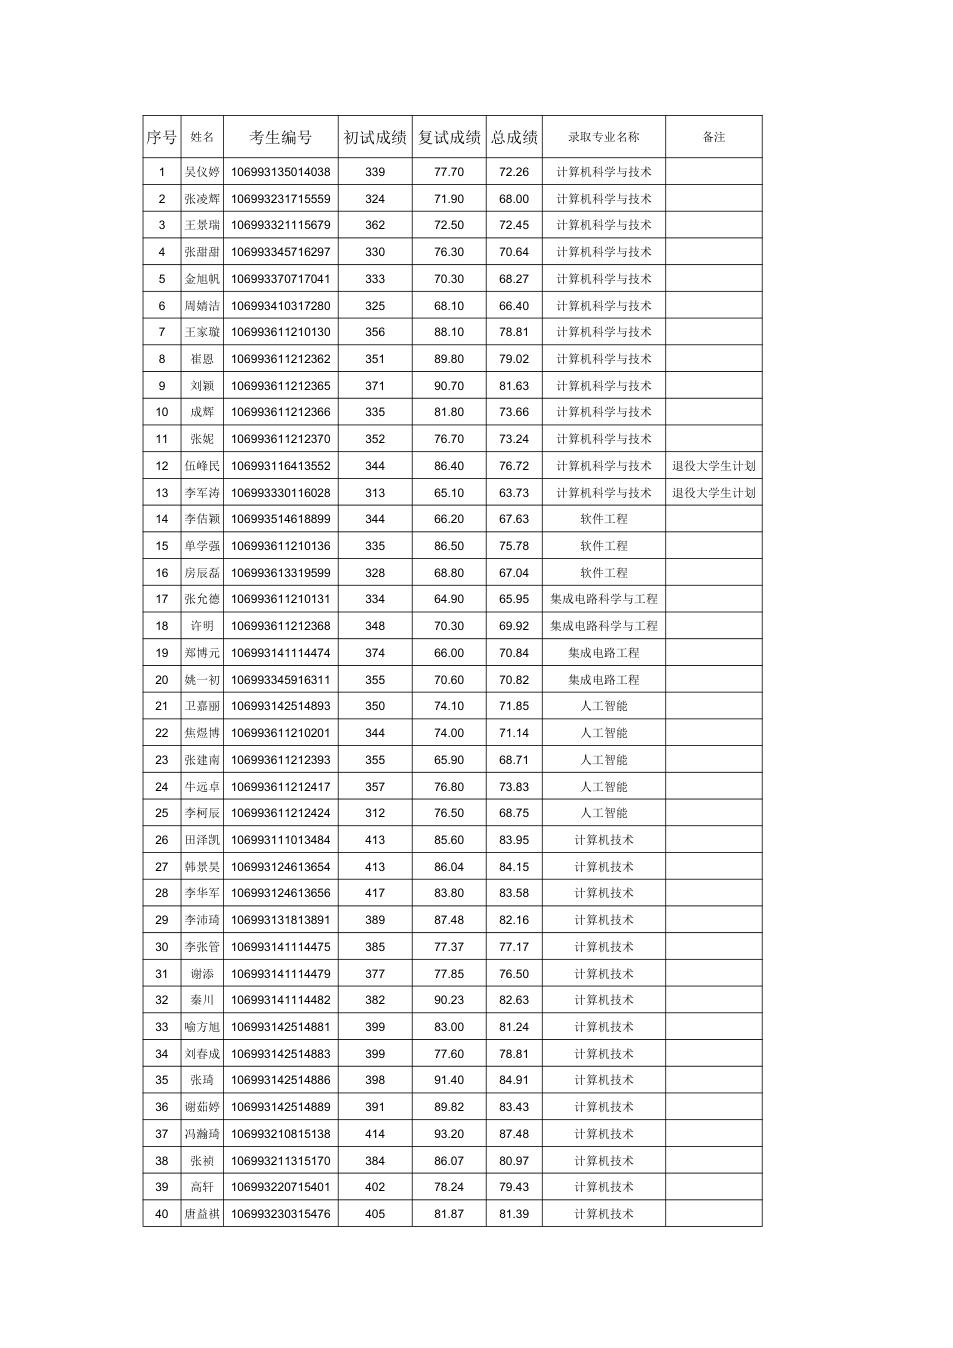 序号 姓名 考生编号 初试成绩 复试成绩 总成绩 录取专业名称 备注
1 吴仪婷 106993135014038 339 77.70 72.26 计算机科学与技术
2 张凌辉 106993231715559 324 71.90 68.00 计算机科学与技术
3 王景瑞 106993321115679 362 72.50 72.45 计算机科学与技术
4 张甜甜 106993345716297 330 76.30 70.64 计算机科学与技术
5 金旭帆 106993370717041 333 70.30 68.27 计算机科学与技术
6 周婧洁 106993410317280 325 68.10 66.40 计算机科学与技术
7 王家璇 106993611210130 356 88.10 78.81 计算机科学与技术
8 崔恩 106993611212362 351 89.80 79.02 计算机科学与技术
9 刘颖 106993611212365 371 90.70 81.63 计算机科学与技术
10 成辉 106993611212366 335 81.80 73.66 计算机科学与技术
11 张妮 106993611212370 352 76.70 73.24 计算机科学与技术
12 伍峰民 106993116413552 344 86.40 76.72 计算机科学与技术 退役大学生计划
13 李军涛 106993330116028 313 65.10 63.73 计算机科学与技术 退役大学生计划
14 李佶颖 106993514618899 344 66.20 67.63 软件工程
15 单学强 106993611210136 335 86.50 75.78 软件工程
16 房辰磊 106993613319599 328 68.80 67.04 软件工程
17 张允德 106993611210131 334 64.90 65.95 集成电路科学与工程
18 许明 106993611212368 348 70.30 69.92 集成电路科学与工程
19 郑博元 106993141114474 374 66.00 70.84 集成电路工程
20 姚一初 106993345916311 355 70.60 70.82 集成电路工程
21 卫嘉丽 106993142514893 350 74.10 71.85 人工智能
22 焦煜博 106993611210201 344 74.00 71.14 人工智能
23 张建南 106993611212393 355 65.90 68.71 人工智能
24 牛远卓 106993611212417 357 76.80 73.83 人工智能
25 李柯辰 106993611212424 312 76.50 68.75 人工智能
26 田泽凯 106993111013484 413 85.60 83.95 计算机技术
27 韩景昊 106993124613654 413 86.04 84.15 计算机技术
28 李华军 106993124613656 417 83.80 83.58 计算机技术
29 李沛琦 106993131813891 389 87.48 82.16 计算机技术
30 李张管 106993141114475 385 77.37 77.17 计算机技术
31 谢添 106993141114479 377 77.85 76.50 计算机技术
32 秦川 106993141114482 382 90.23 82.63 计算机技术
33 喻方旭 106993142514881 399 83.00 81.24 计算机技术
34 刘春成 106993142514883 399 77.60 78.81 计算机技术
35 张琦 106993142514886 398 91.40 84.91 计算机技术
36 谢茹婷 106993142514889 391 89.82 83.43 计算机技术
37 冯瀚琦 106993210815138 414 93.20 87.48 计算机技术
38 张祯 106993211315170 384 86.07 80.97 计算机技术
39 高轩 106993220715401 402 78.24 79.43 计算机技术
40 唐益祺 106993230315476 405 81.87 81.39 计算机技术